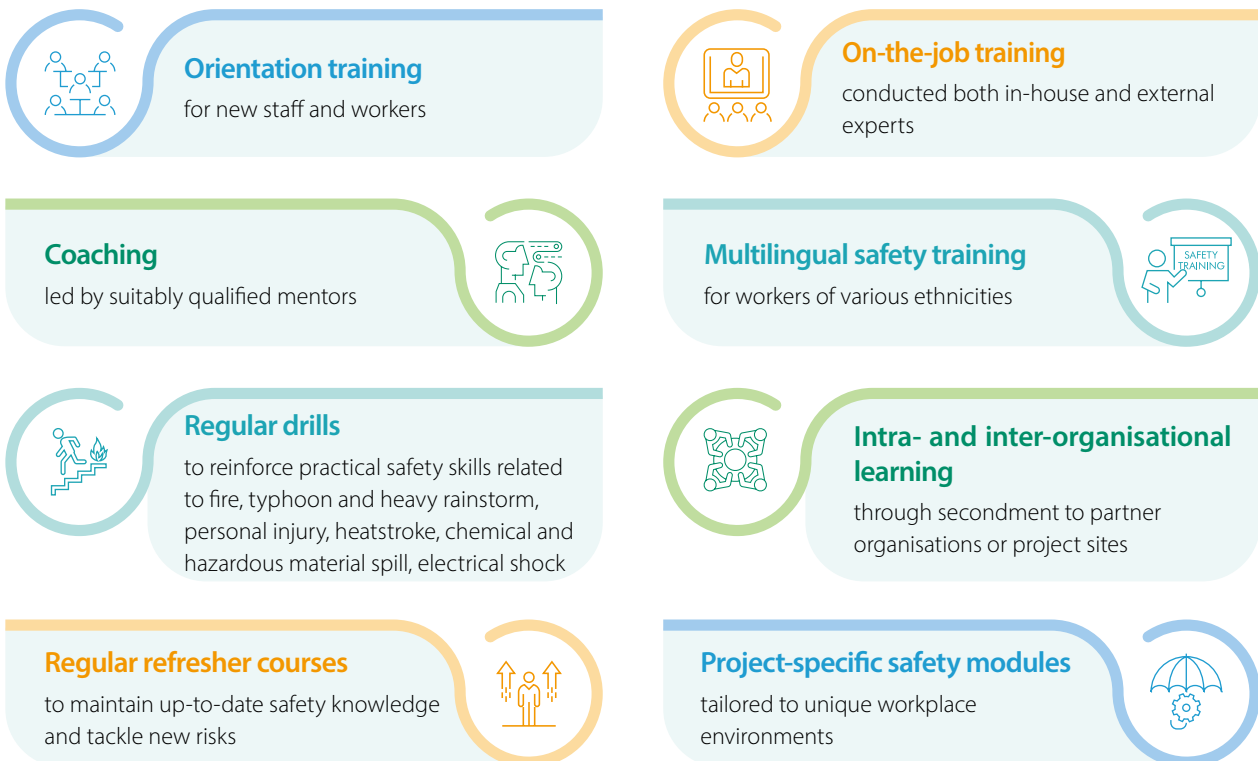 Orientation training
for new staff and workers
On-the-job training
conducted both in-house and external
experts
Coaching
led by suitably qualified mentors
Multilingual safety training
for workers of various ethnicities
SAFETY
TRAINING
Regular drills
to reinforce practical safety skills related
to fire, typhoon and heavy rainstorm,
personal injury, heatstroke, chemical and
hazardous material spill, electrical shock
Intra- and inter-organisational
learning
through secondment to partner
organisations or project sites
Regular refresher courses
to maintain up-to-date safety knowledge
and tackle new risks
Project-specific safety modules
tailored to unique workplace
environments